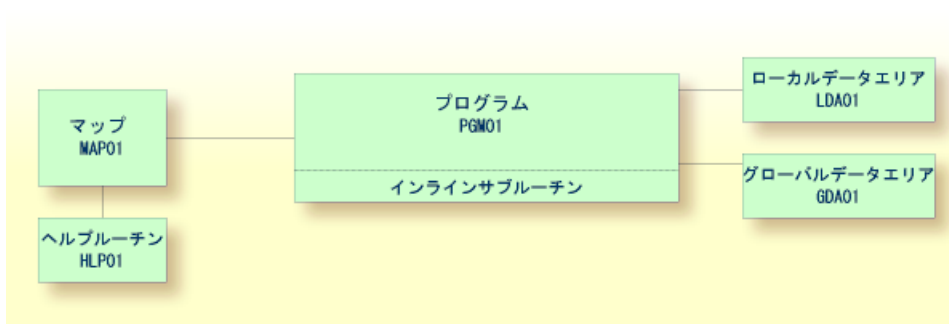 マップ
MAP01
ヘルプルーチン
HLP01
プログラム
PGM01
インラインサブルーチン
ローカルデータエリア
LDA01
グローバルデータエリア
GDA01